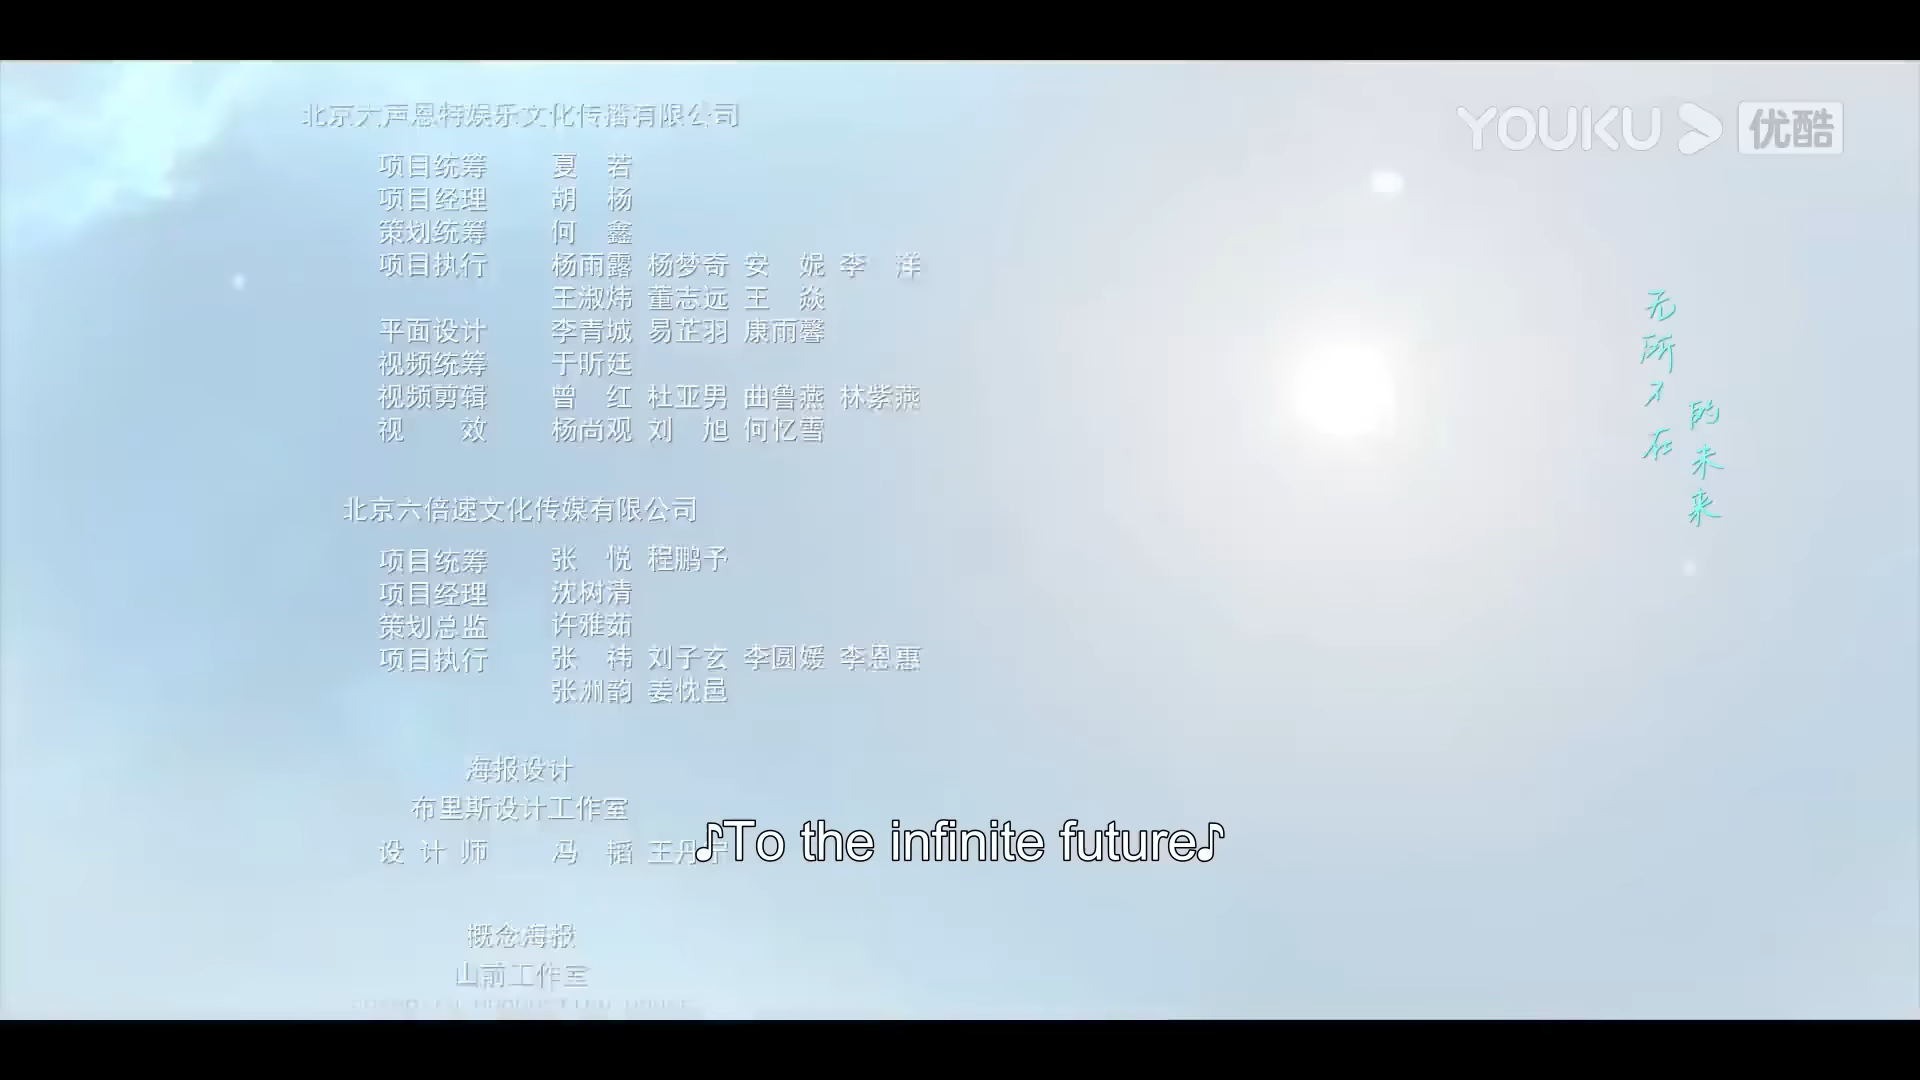 北京六声恩特娱乐文化传播有限公司
YOUKU 优酷
项目统筹 夏 若
项目经理 胡 杨
策划统筹 何 鑫
项目执行 杨雨露 杨梦奇 安 妮 李 洋
王淑炜 董志远 王 焱
平面设计 李青城 易芷羽 康雨馨
视频统筹 于昕廷
视频剪辑 曾 红 杜亚男 曲鲁燕 林紫燕
视 效 杨尚观 刘 旭 何忆雪
无所不在
的未来
北京六倍速文化传媒有限公司
项目统筹 张 悦 程鹏予
项目经理 沈树清
策划总监 许雅茹
项目执行 张 祎 刘子玄 李圆媛 李恩惠
张洲韵 姜忱邑
海报设计
布里斯设计工作室
设计师 冯 韬 王丹
♪To the infinite future♪
概念海报
山前工作室